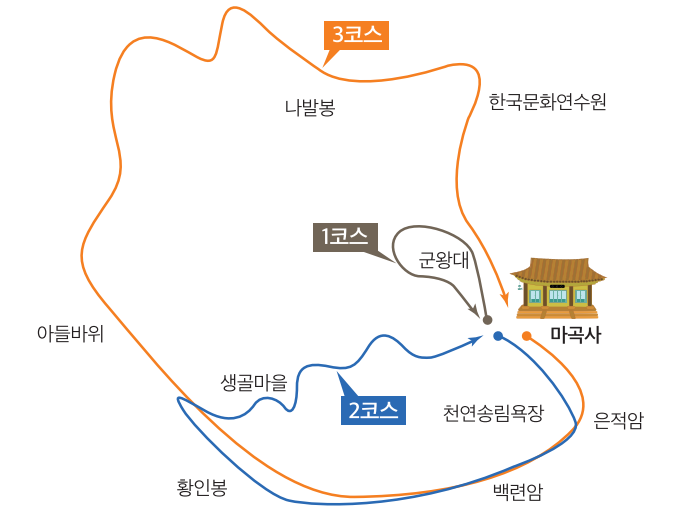 3코스
나발봉
한국문화연수원
1코스
군왕대
아들바위
마곡사
생골마을
2코스
천연송림욕장
은적암
황인봉
백련암